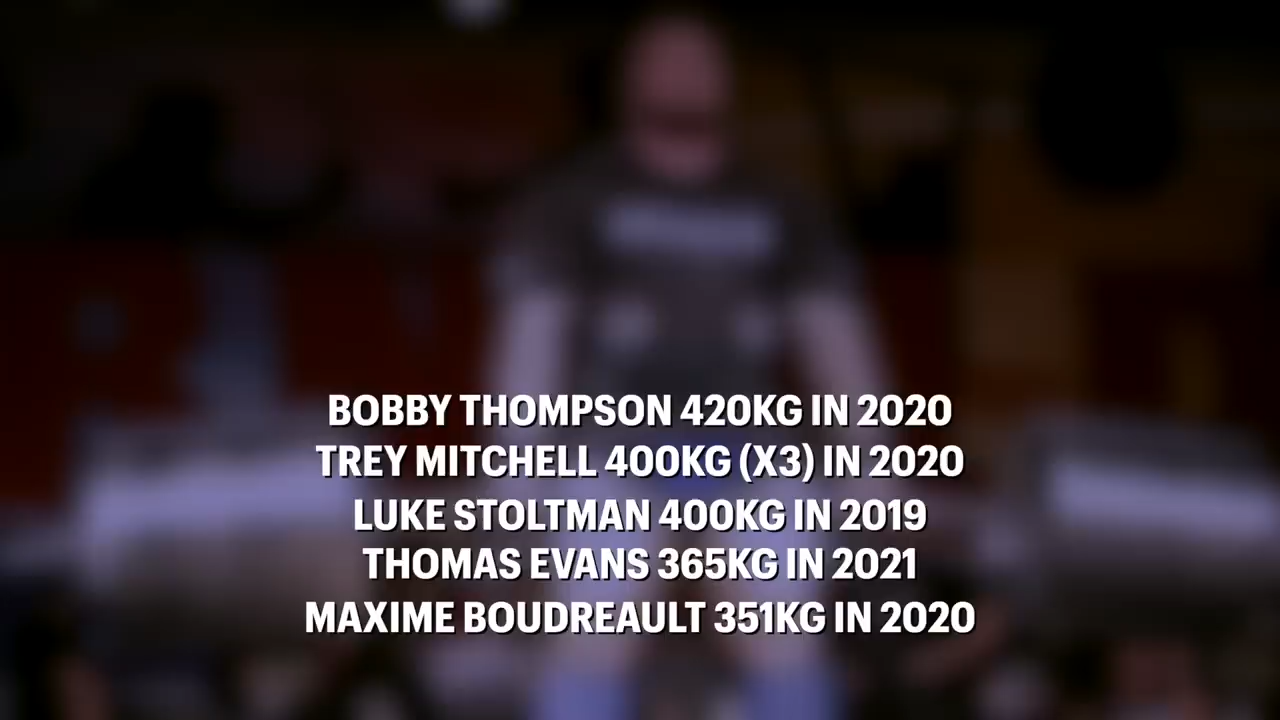 BOBBY THOMPSON 420KG IN 2020
TREY MITCHELL 400KG (X3) IN 2020
LUKE STOLTMAN 400KG IN 2019
THOMAS EVANS 365KG IN 2021
MAXIME BOUDREAULT 351KG IN 2020